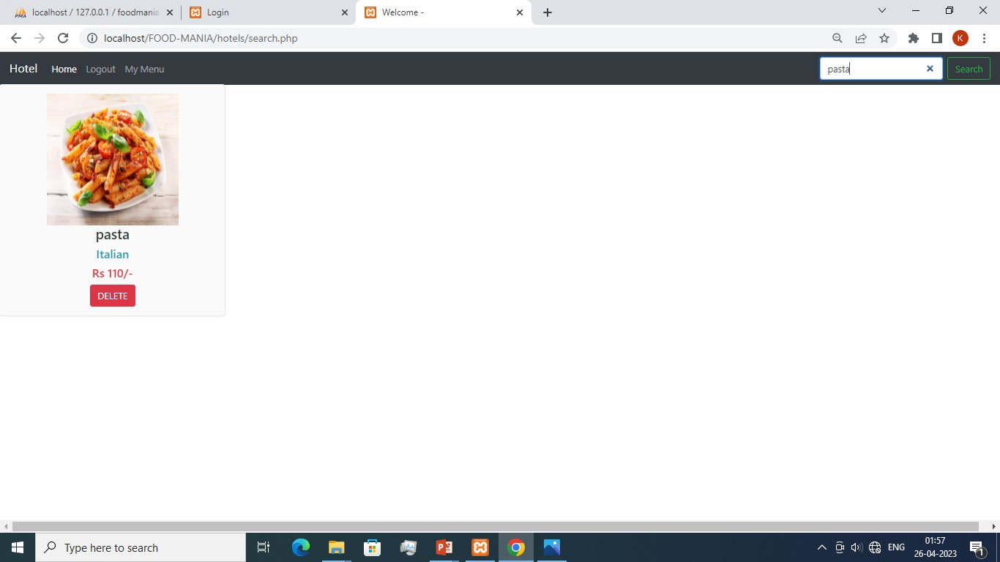 PMA localhost / 127.0.0.1 / foodmania
Login
Welcome -
localhost/FOOD-MANIA/hotels/search.php
K
Hotel Home Logout My Menu
pasta
Search
pasta
Italian
Rs 110/-
DELETE
Type here to search
ENG
01:57
26-04-2023
1